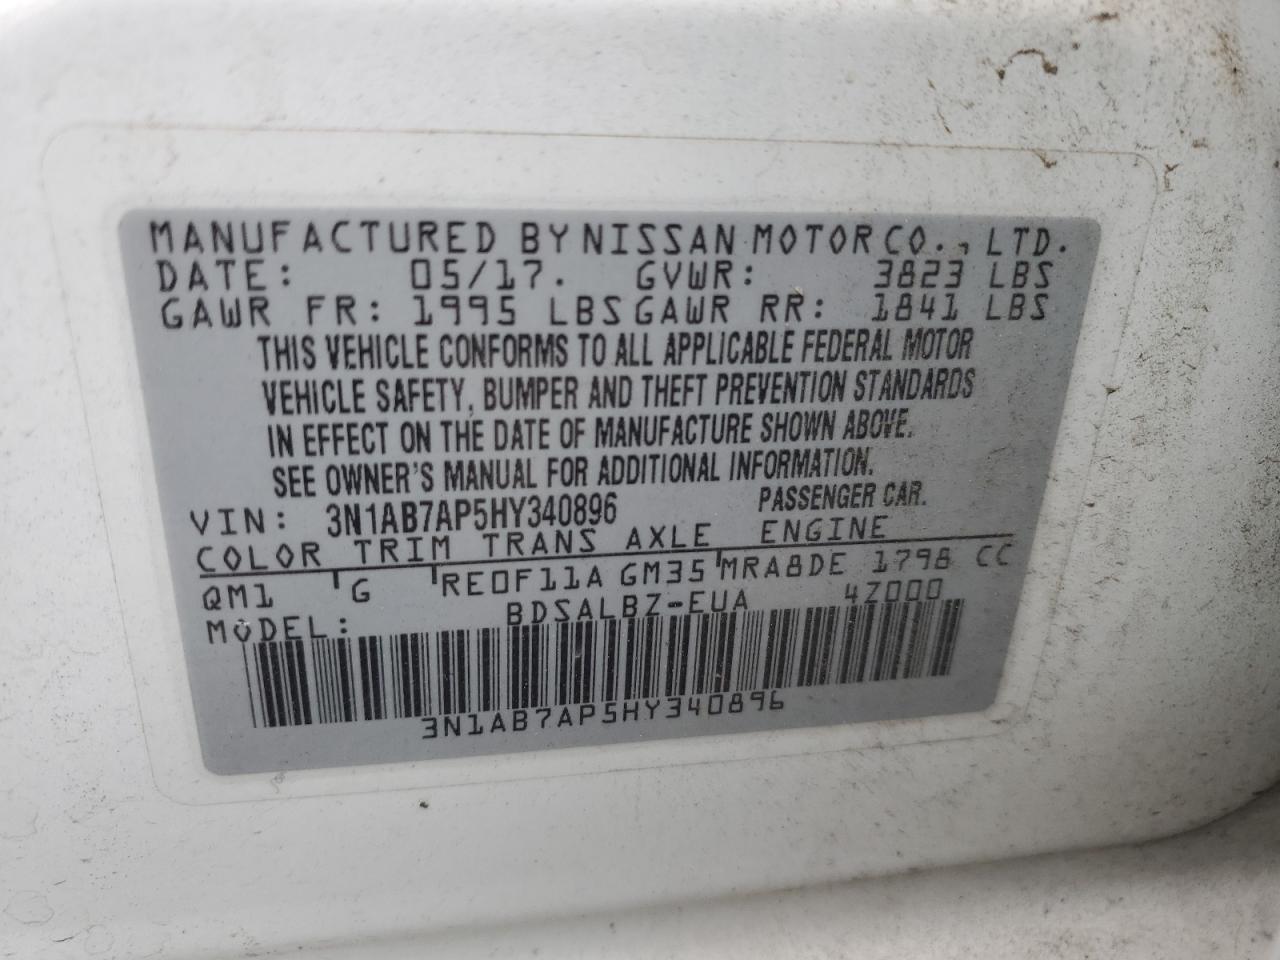 MANUFACTURED BY NISSAN MOTOR CO., LTD.
DATE: 05/17. GVWR: 3823 LBS
GAWR FR: 1995 LBS GAWR RR: 1841 LBS
THIS VEHICLE CONFORMS TO ALL APPLICABLE FEDERAL MOTOR
VEHICLE SAFETY, BUMPER AND THEFT PREVENTION STANDARDS
IN EFFECT ON THE DATE OF MANUFACTURE SHOWN ABOVE.
SEE OWNER'S MANUAL FOR ADDITIONAL INFORMATION.
VIN: 3N1AB7AP5HY340896 PASSENGER CAR.
COLOR TRIM TRANS AXLE ENGINE
QM1 G RE0F11A GM35 MRA8DE 1798 CC
MODEL: BDSALBZ-EUA 4Z000
3N1AB7AP5HY340896